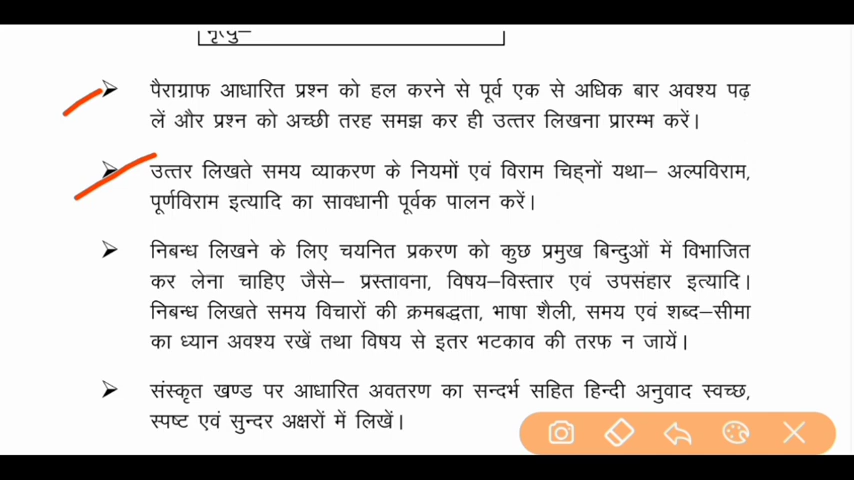 मृत्यु–
पैराग्राफ आधारित प्रश्न को हल करने से पूर्व एक से अधिक बार अवश्य पढ़
लें और प्रश्न को अच्छी तरह समझ कर ही उत्तर लिखना प्रारम्भ करें।
उत्तर लिखते समय व्याकरण के नियमों एवं विराम चिह्नों यथा– अल्पविराम,
पूर्णविराम इत्यादि का सावधानी पूर्वक पालन करें।
निबन्ध लिखने के लिए चयनित प्रकरण को कुछ प्रमुख बिन्दुओं में विभाजित
कर लेना चाहिए जैसे– प्रस्तावना, विषय–विस्तार एवं उपसंहार इत्यादि।
निबन्ध लिखते समय विचारों की क्रमबद्धता, भाषा शैली, समय एवं शब्द–सीमा
का ध्यान अवश्य रखें तथा विषय से इतर भटकाव की तरफ न जायें।
संस्कृत खण्ड पर आधारित अवतरण का सन्दर्भ सहित हिन्दी अनुवाद स्वच्छ,
स्पष्ट एवं सुन्दर अक्षरों में लिखें।